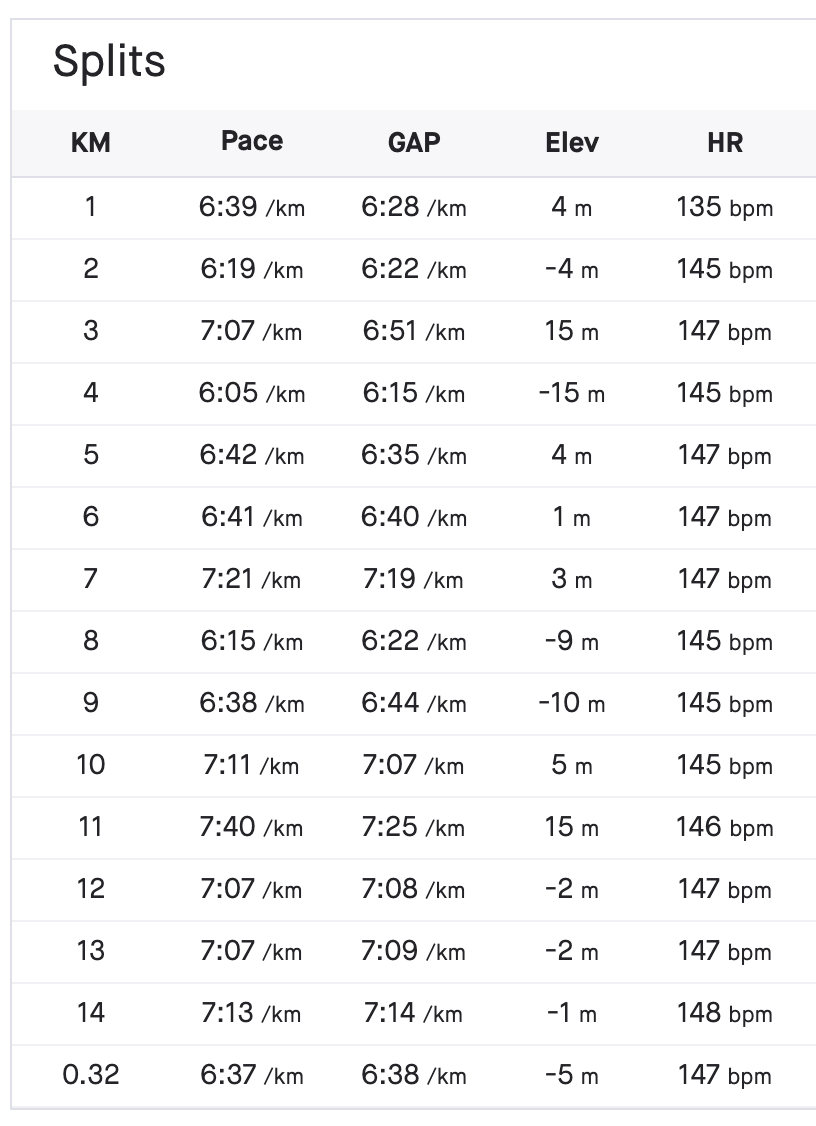 Splits
KM Pace GAP Elev HR
1 6:39 /km 6:28 /km 4 m 135 bpm
2 6:19 /km 6:22 /km -4 m 145 bpm
3 7:07 /km 6:51 /km 15 m 147 bpm
4 6:05 /km 6:15 /km -15 m 145 bpm
5 6:42 /km 6:35 /km 4 m 147 bpm
6 6:41 /km 6:40 /km 1 m 147 bpm
7 7:21 /km 7:19 /km 3 m 147 bpm
8 6:15 /km 6:22 /km -9 m 145 bpm
9 6:38 /km 6:44 /km -10 m 145 bpm
10 7:11 /km 7:07 /km 5 m 145 bpm
11 7:40 /km 7:25 /km 15 m 146 bpm
12 7:07 /km 7:08 /km -2 m 147 bpm
13 7:07 /km 7:09 /km -2 m 147 bpm
14 7:13 /km 7:14 /km -1 m 148 bpm
0.32 6:37 /km 6:38 /km -5 m 147 bpm